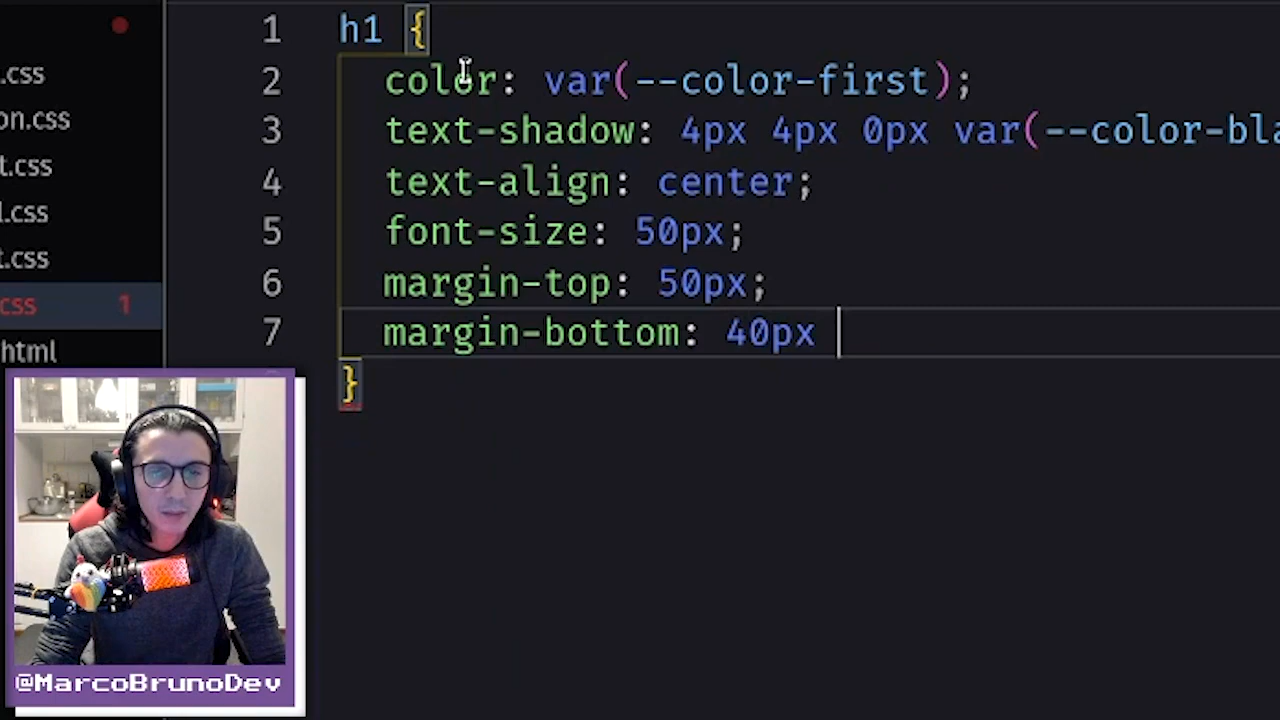 1 h1 {
2 color: var(--color-first);
3 text-shadow: 4px 4px 0px var(--color-bla
4 text-align: center;
5 font-size: 50px;
6 margin-top: 50px;
7 margin-bottom: 40px
}
.css
on.css
t.css
l.css
t.css
css 1
html
@MarcoBrunoDev